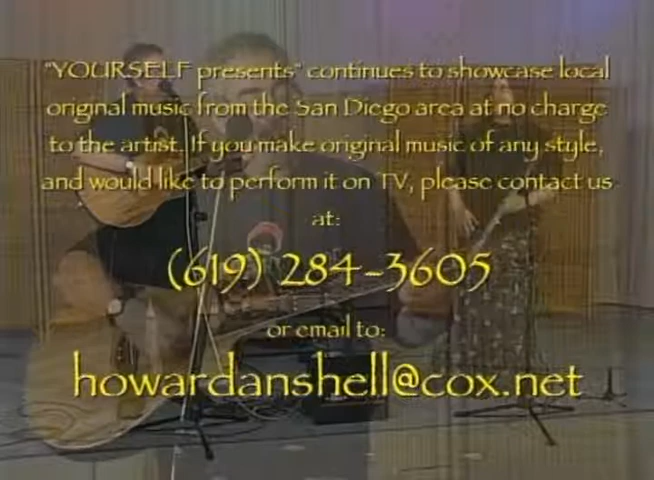 "YOURSELF presents" continues to showcase local
original music from the San Diego area at no charge
to the artist. If you make original music of any style,
and would like to perform it on TV, please contact us
at:
(619) 284-3605
or email to:
howardanshell@cox.net